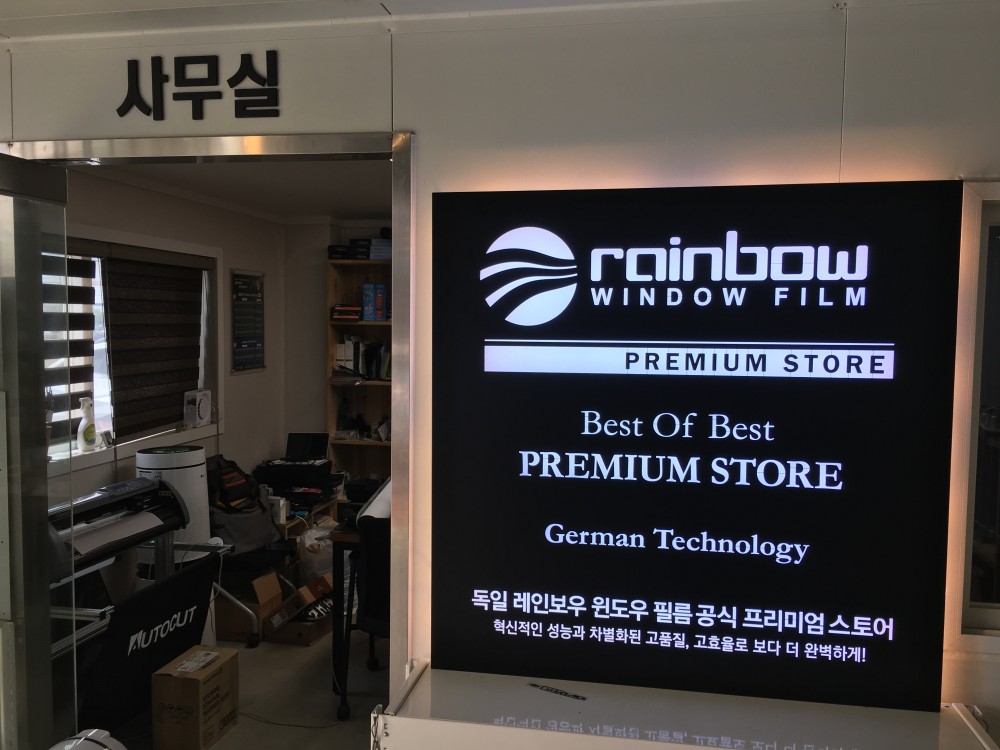 사무실
rainbow
WINDOW FILM
PREMIUM STORE
Best Of Best
PREMIUM STORE
German Technology
독일 레인보우 윈도우 필름 공식 프리미엄 스토어
혁신적인 성능과 차별화된 고품질, 고효율로 보다 더 완벽하게!
AUTOCUT